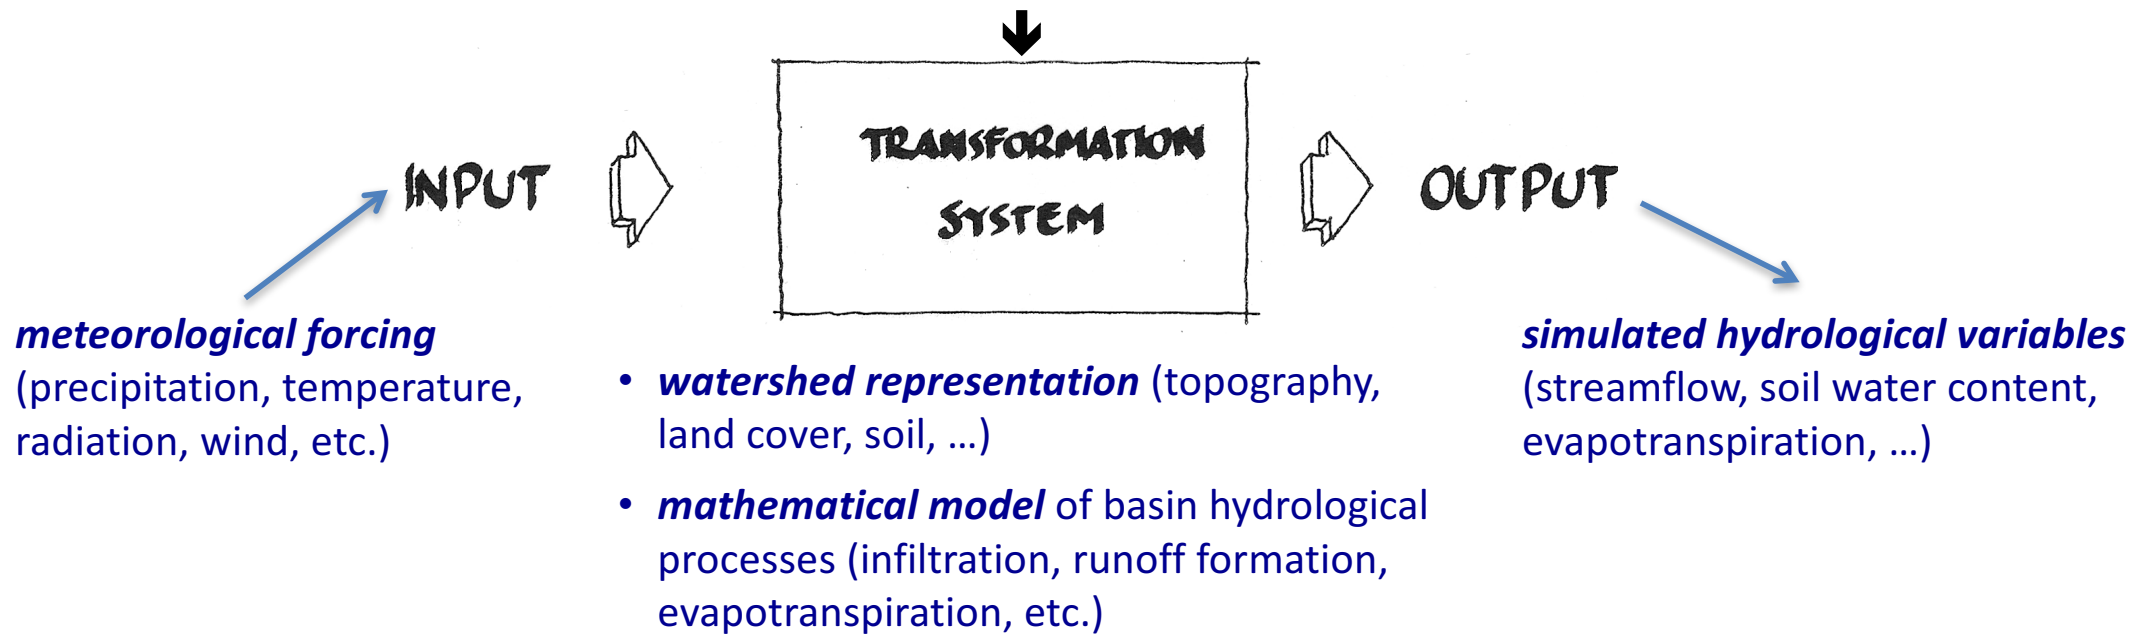 TRANSFORMATION
SYSTEM
INPUT
OUTPUT
meteorological forcing
(precipitation, temperature,
radiation, wind, etc.)
• watershed representation (topography,
land cover, soil, …)
• mathematical model of basin hydrological
processes (infiltration, runoff formation,
evapotranspiration, etc.)
simulated hydrological variables
(streamflow, soil water content,
evapotranspiration, …)